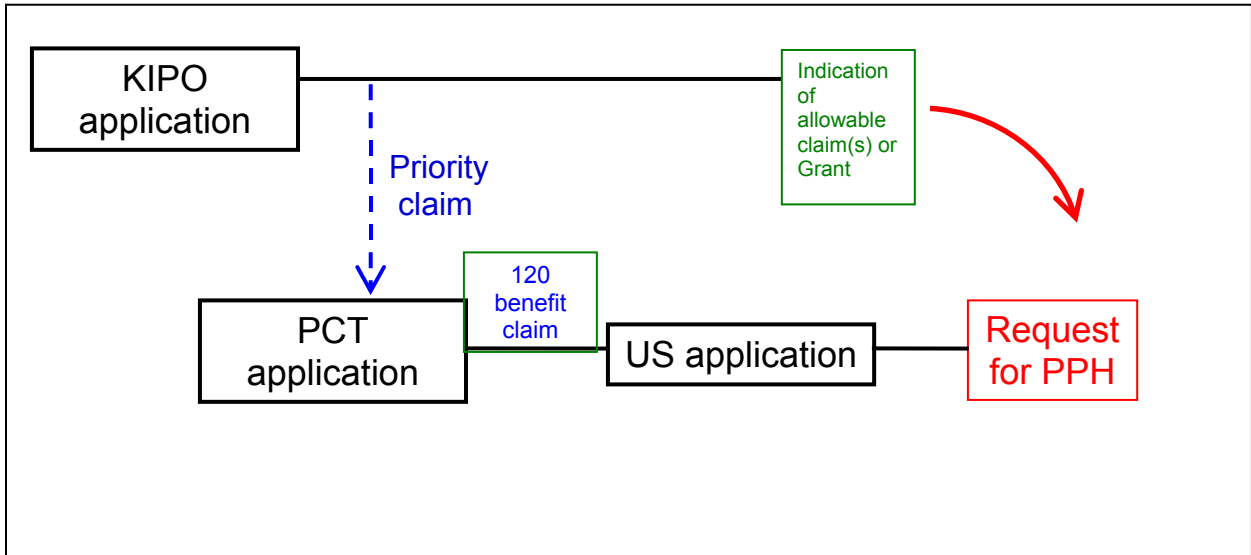 KIPO
application
Indication
of
allowable
claim(s) or
Grant
Priority
claim
120
benefit
claim
PCT
application
US application
Request
for PPH